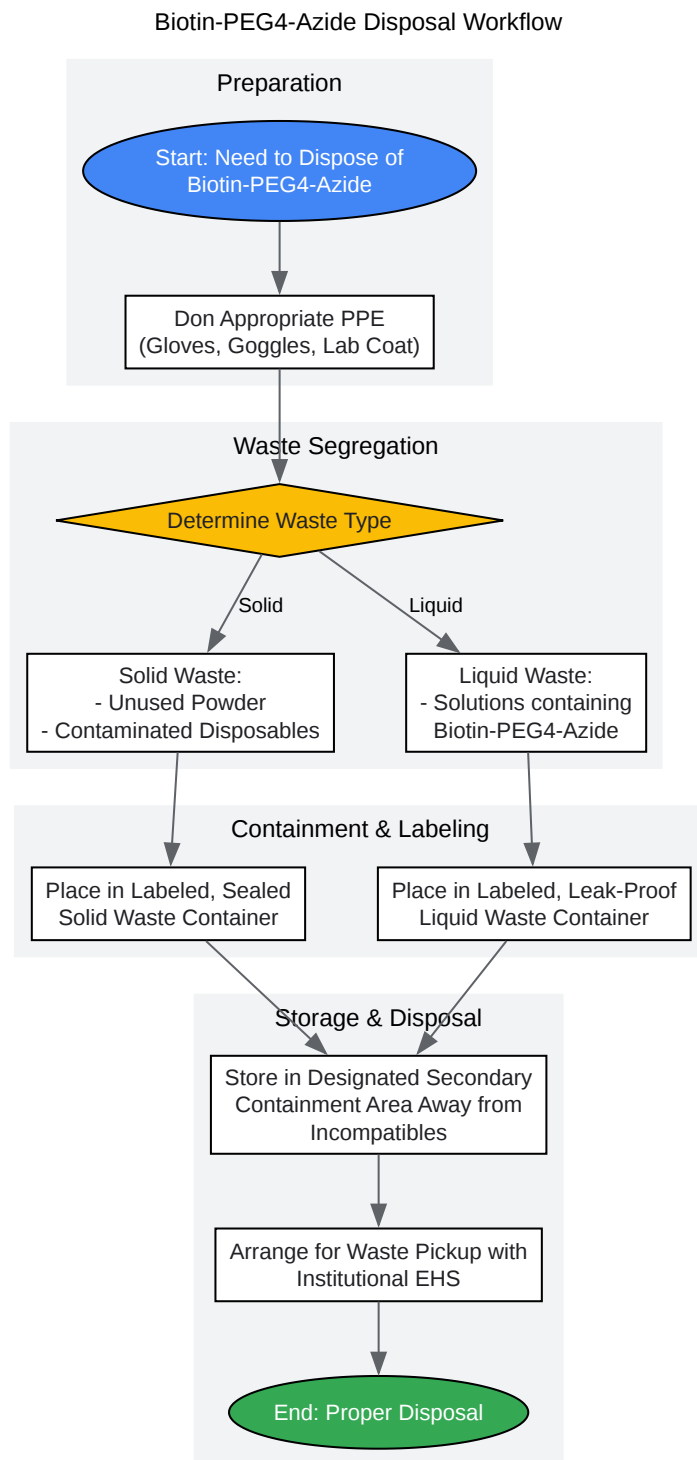 Biotin-PEG4-Azide Disposal Workflow
Preparation
Start: Need to Dispose of
Biotin-PEG4-Azide
Don Appropriate PPE
(Gloves, Goggles, Lab Coat)
Waste Segregation
Determine Waste Type
Solid
Liquid
Solid Waste:
- Unused Powder
- Contaminated Disposables
Liquid Waste:
- Solutions containing
Biotin-PEG4-Azide
Containment & Labeling
Place in Labeled, Sealed
Solid Waste Container
Place in Labeled, Leak-Proof
Liquid Waste Container
Storage & Disposal
Store in Designated Secondary
Containment Area Away from
Incompatibles
Arrange for Waste Pickup with
Institutional EHS
End: Proper Disposal